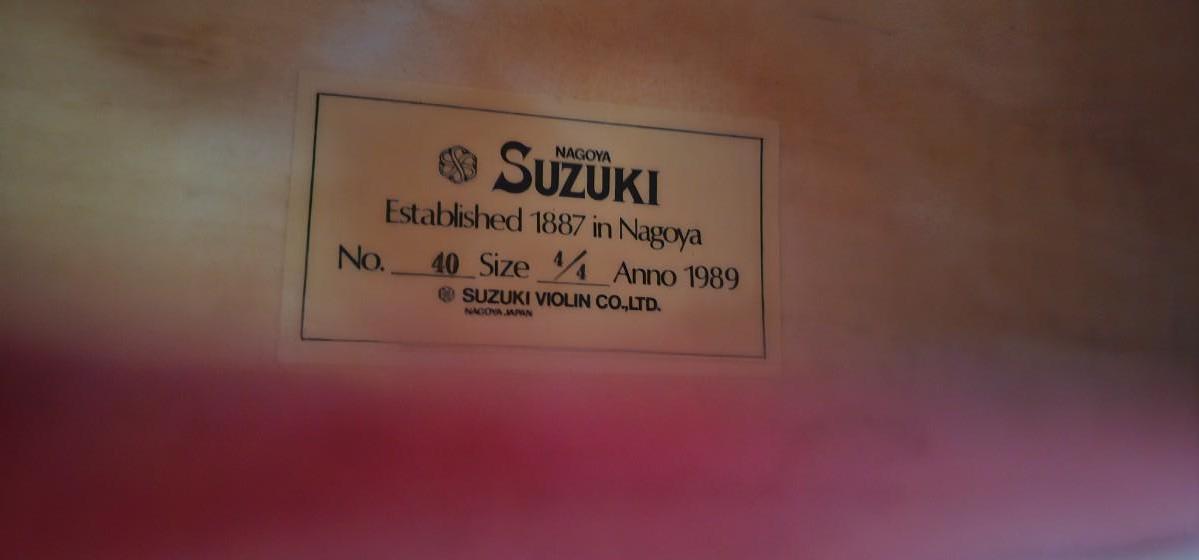 NAGOYA
SUZUKI
Established 1887 in Nagoya
No. 40 Size 4/4 Anno 1989
SUZUKI VIOLIN CO.,LTD.
NAGOYA JAPAN